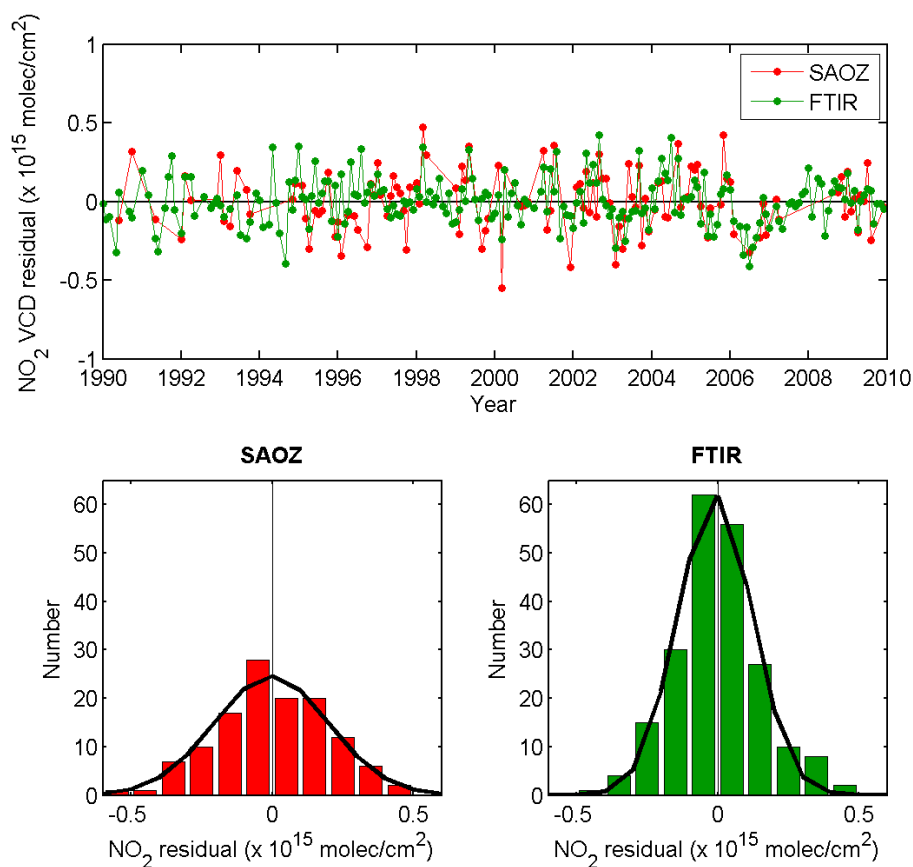 NO2 VCD residual (x 10^15 molec/cm^2)
1
0.5
0
-0.5
-1
SAOZ
FTIR
1990 1992 1994 1996 1998 2000 2002 2004 2006 2008 2010
Year
SAOZ
Number
60
50
40
30
20
10
0
-0.5 0 0.5
NO2 residual (x 10^15 molec/cm^2)
FTIR
Number
60
50
40
30
20
10
0
-0.5 0 0.5
NO2 residual (x 10^15 molec/cm^2)